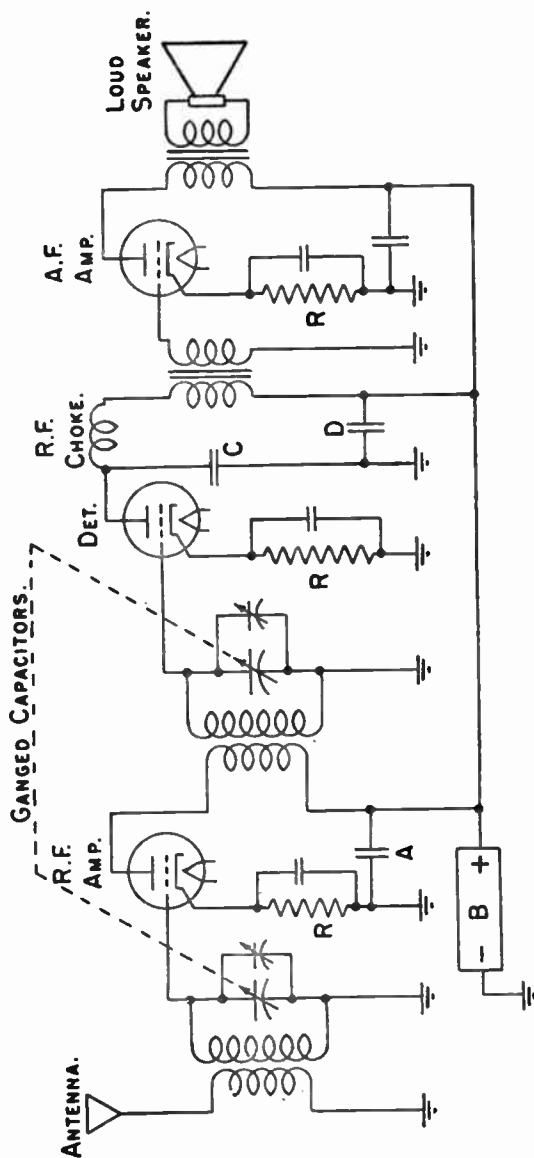 GANGED CAPACITORS.
ANTENNA.
R.F.
AMP.
DET.
R.F.
CHOKE.
A.F.
AMP.
LOUD
SPEAKER.
R
A
R
C
D
R
B
- +